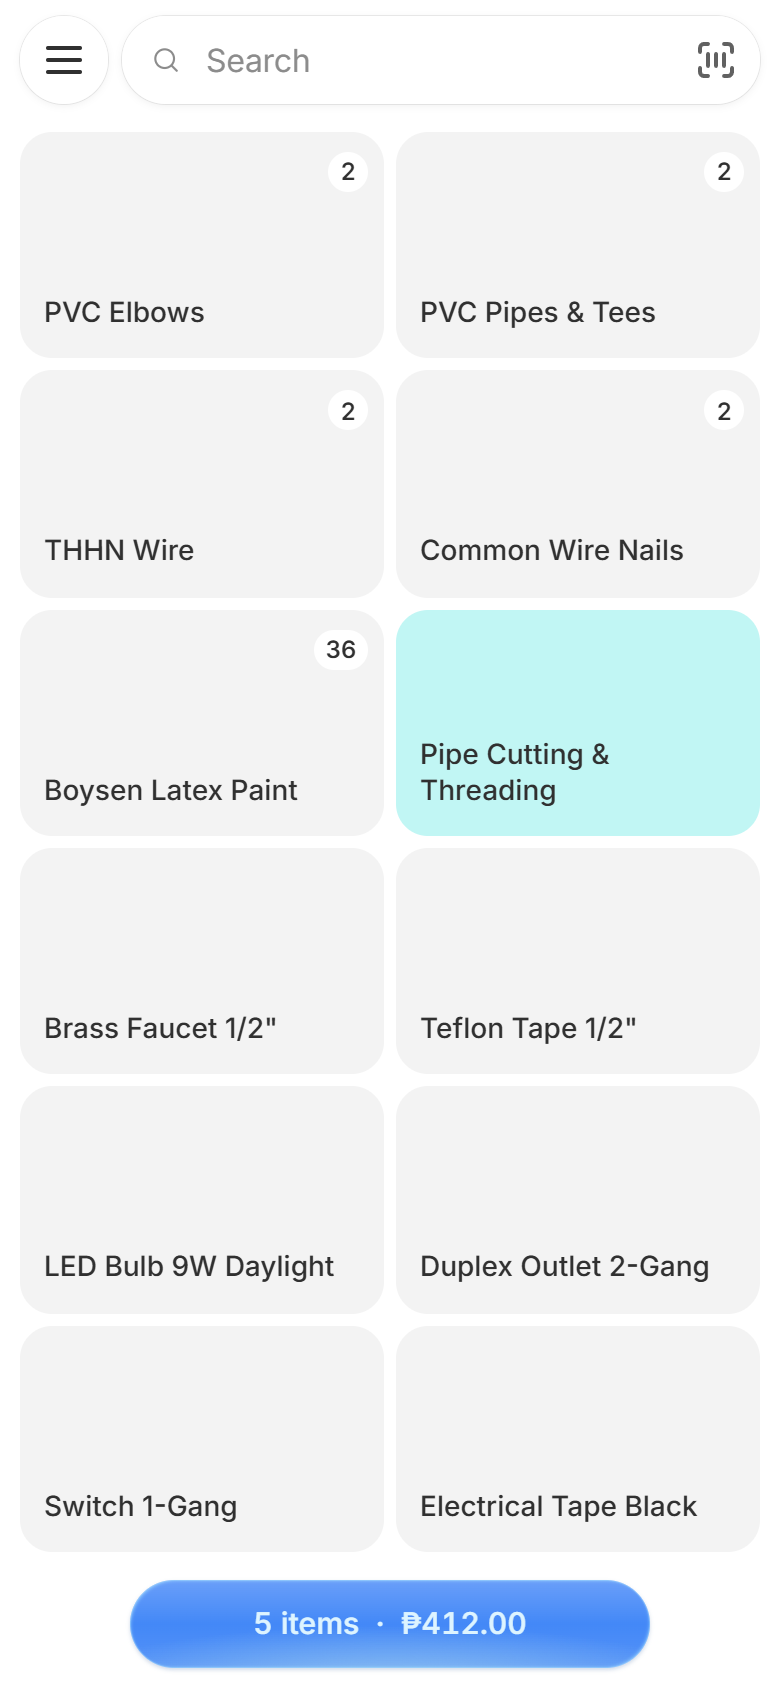 Search
2
PVC Elbows
2
PVC Pipes & Tees
2
THHN Wire
2
Common Wire Nails
36
Boysen Latex Paint
Pipe Cutting &
Threading
Brass Faucet 1/2"
Teflon Tape 1/2"
LED Bulb 9W Daylight
Duplex Outlet 2-Gang
Switch 1-Gang
Electrical Tape Black
5 items · ₱412.00